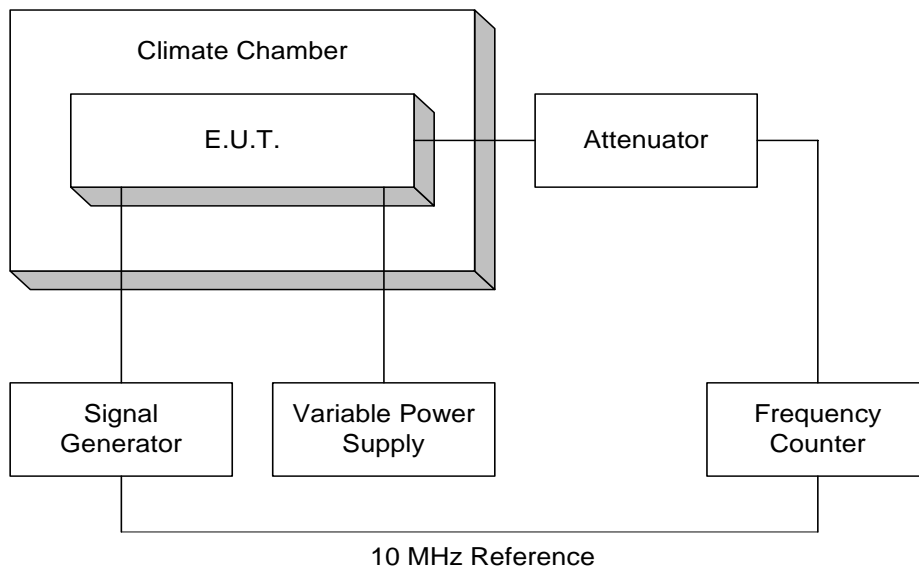 Climate Chamber
E.U.T.
Attenuator
Signal
Generator
Variable Power
Supply
Frequency
Counter
10 MHz Reference